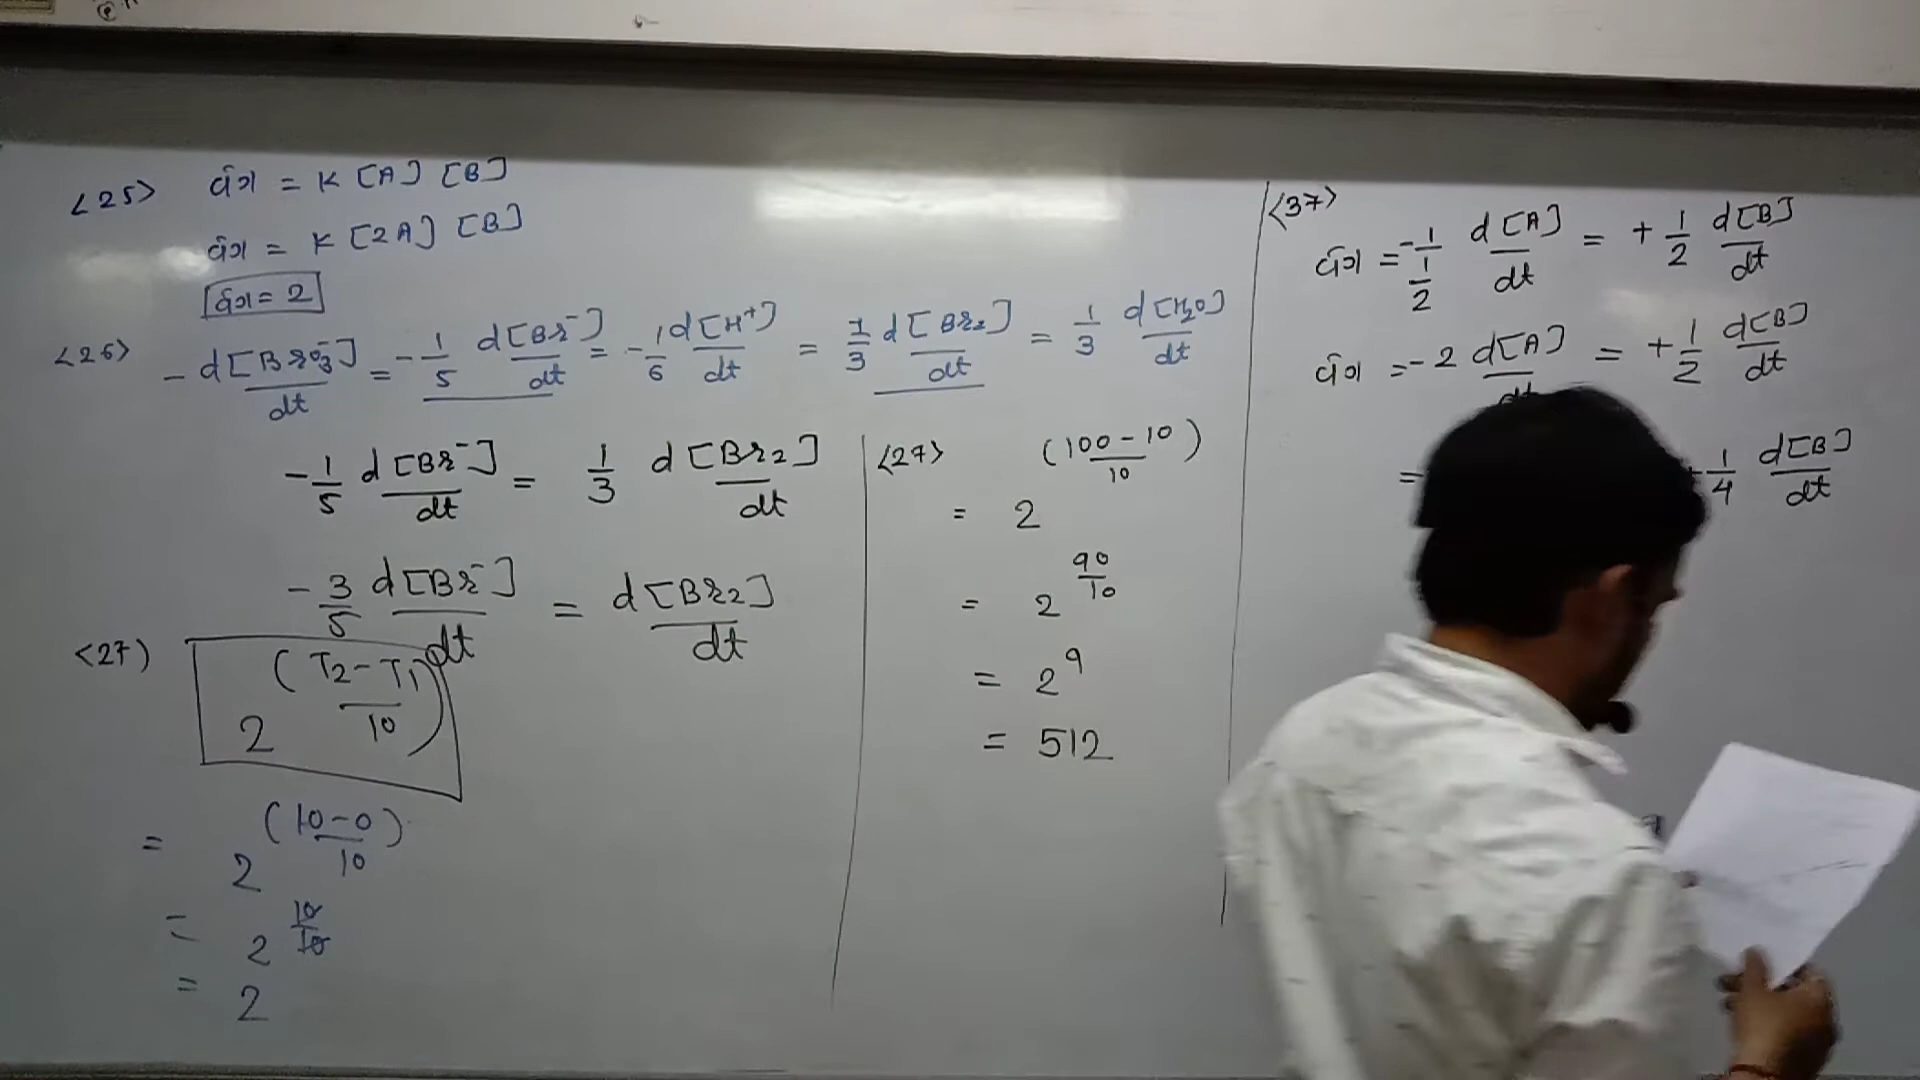 <25> વેગ = K [A] [B]
વેગ = K [2A] [B]
વેગ = 2
<26> - d[BrO3⁻]/dt = - 1/5 d[Br⁻]/dt = - 1/6 d[H⁺]/dt = 1/3 d[Br2]/dt = 1/3 d[H2O]/dt
- 1/5 d[Br⁻]/dt = 1/3 d[Br2]/dt
- 3/5 d[Br⁻]/dt = d[Br2]/dt
<27) 2^((T2-T1)/10)
= 2^((10-0)/10)
= 2^(10/10)
= 2
<27> 
= 2^((100-10)/10)
= 2^(90/10)
= 2^9
= 512
<37>
વેગ = - 1/(1/2) d[A]/dt = + 1/2 d[B]/dt
વેગ = - 2 d[A]/dt = + 1/2 d[B]/dt
= 1/4 d[B]/dt